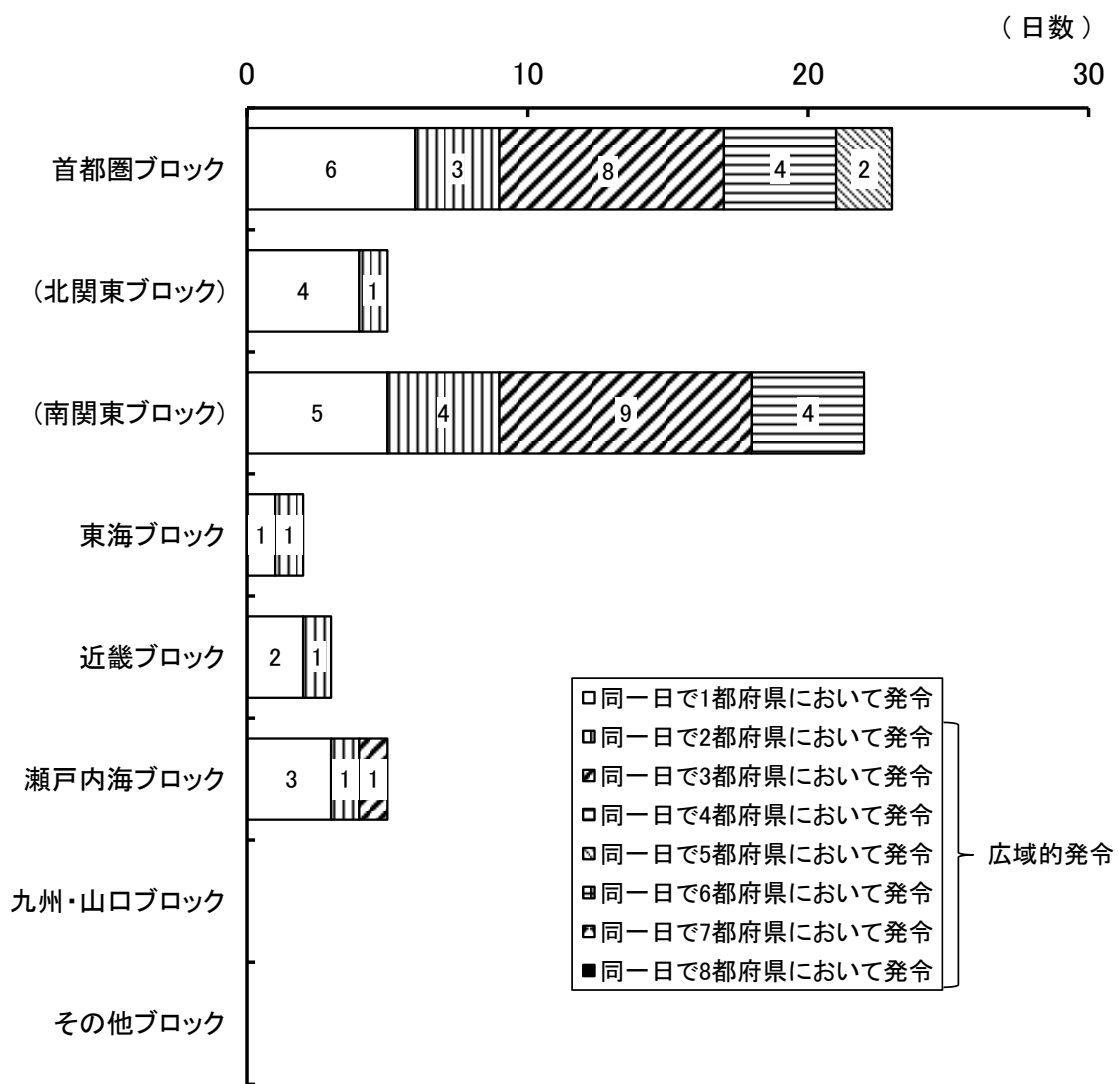 （日数）
0 10 20 30
首都圏ブロック 6 3 8 4 2
(北関東ブロック) 4 1
(南関東ブロック) 5 4 9 4
東海ブロック 1 1
近畿ブロック 2 1
瀬戸内海ブロック 3 1 1
九州・山口ブロック
その他ブロック
同一日で1都府県において発令
同一日で2都府県において発令
同一日で3都府県において発令
同一日で4都府県において発令
同一日で5都府県において発令
同一日で6都府県において発令
同一日で7都府県において発令
同一日で8都府県において発令
広域的発令